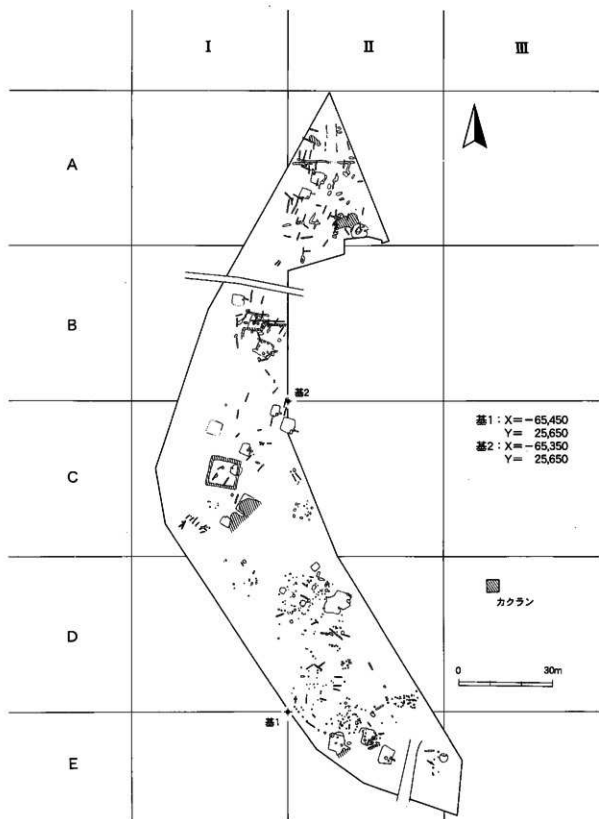 I II III
A
B
基2
基1：X=-65,450
Y= 25,650
基2：X=-65,350
Y= 25,650
C
カクラン
D
0 30m
基1
E